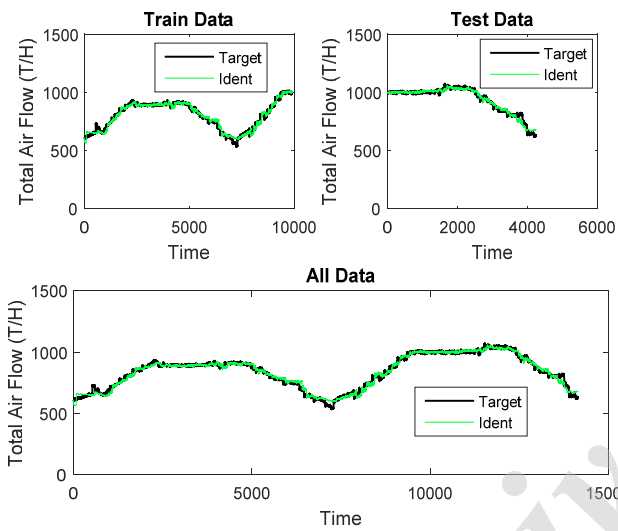 Train Data
Total Air Flow (T/H)
1500
1000
500
0
Target
Ident
0
5000
10000
Time
Test Data
Total Air Flow (T/H)
1500
1000
500
0
Target
Ident
0
2000
4000
6000
Time
All Data
Total Air Flow (T/H)
1500
1000
500
0
Target
Ident
0
5000
10000
1500
Time